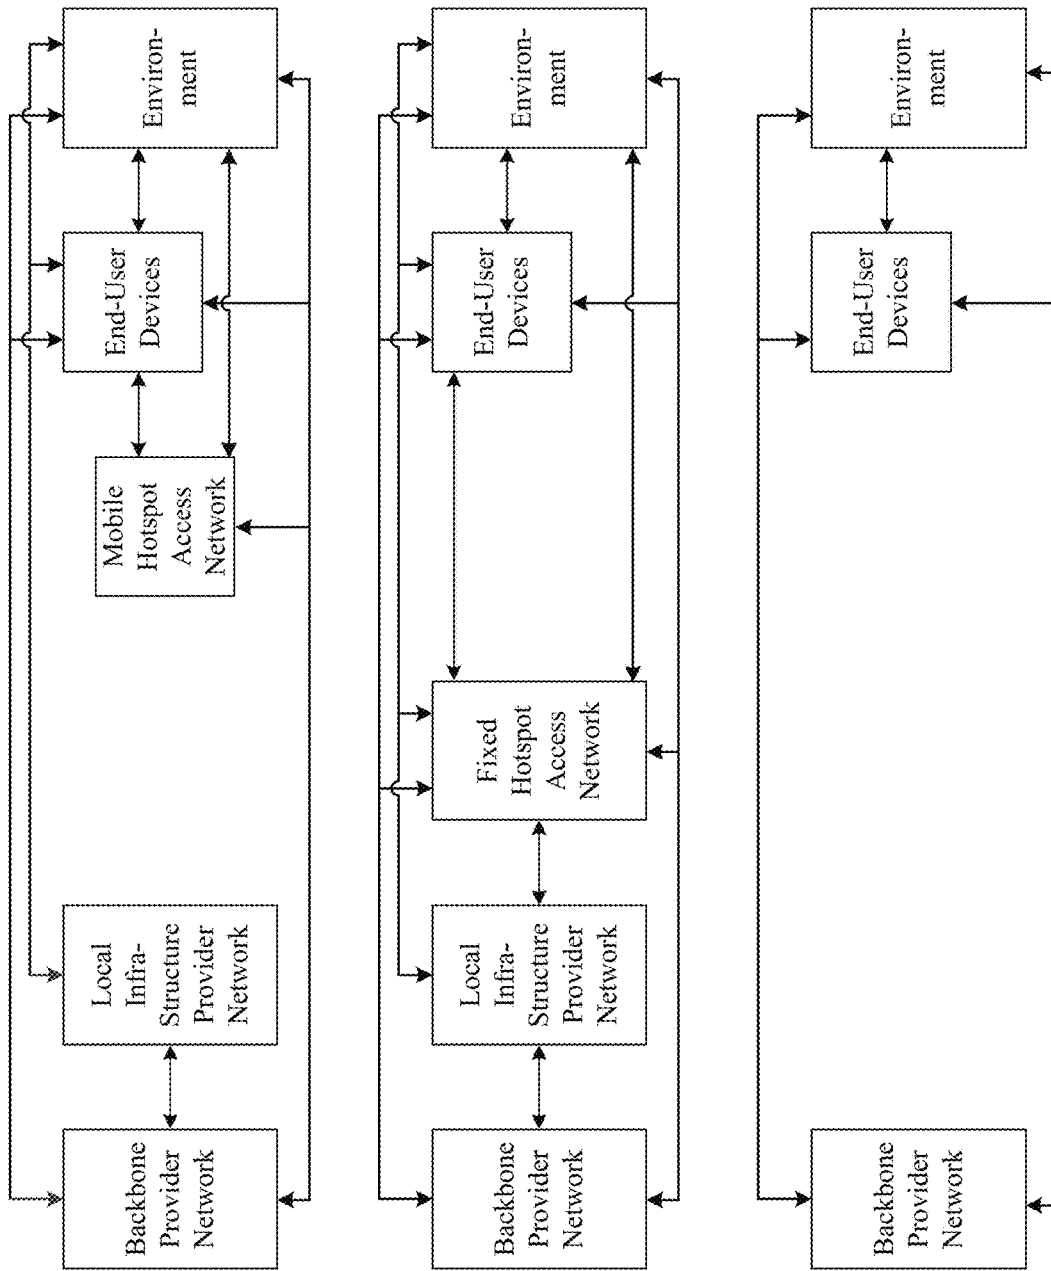 Environ-
ment
End-User
Devices
Mobile
Hotspot
Access
Network
Local
Infra-
Structure
Provider
Network
Backbone
Provider
Network
Environ-
ment
End-User
Devices
Fixed
Hotspot
Access
Network
Local
Infra-
Structure
Provider
Network
Backbone
Provider
Network
Environ-
ment
End-User
Devices
Backbone
Provider
Network